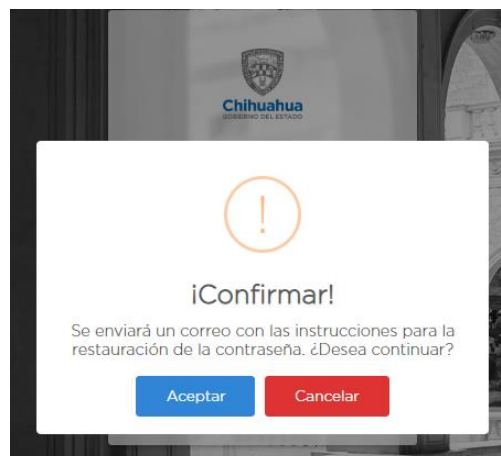 Chihuahua
GOBIERNO DEL ESTADO
¡Confirmar!
Se enviará un correo con las instrucciones para la
restauración de la contraseña. ¿Desea continuar?
Aceptar
Cancelar